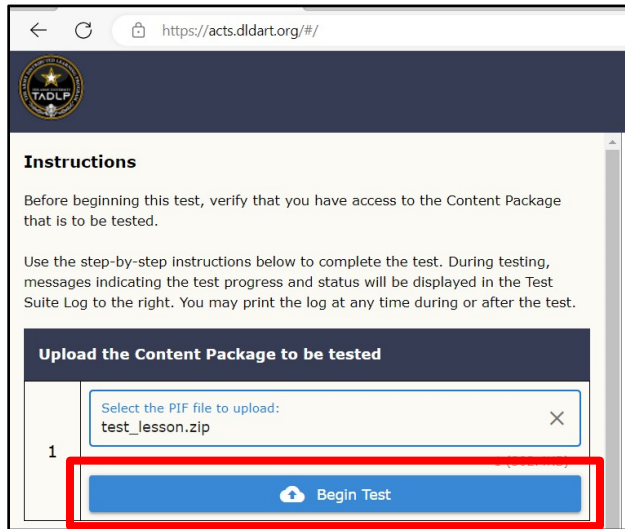 https://acts.dldart.org/#/
TADLP
Instructions
Before beginning this test, verify that you have access to the Content Package
that is to be tested.
Use the step-by-step instructions below to complete the test. During testing,
messages indicating the test progress and status will be displayed in the Test
Suite Log to the right. You may print the log at any time during or after the test.
Upload the Content Package to be tested
1
Select the PIF file to upload:
test_lesson.zip
Begin Test